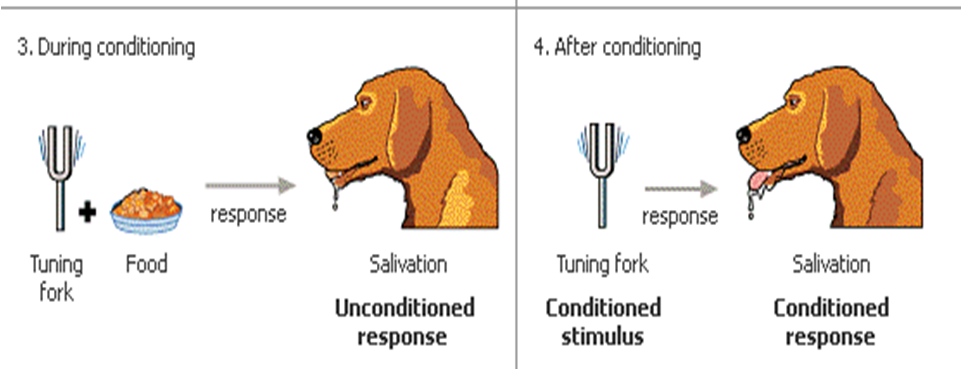 3. During conditioning
+
response
Tuning
fork
Food
Salivation
Unconditioned
response
4. After conditioning
response
Tuning fork
Conditioned
stimulus
Salivation
Conditioned
response